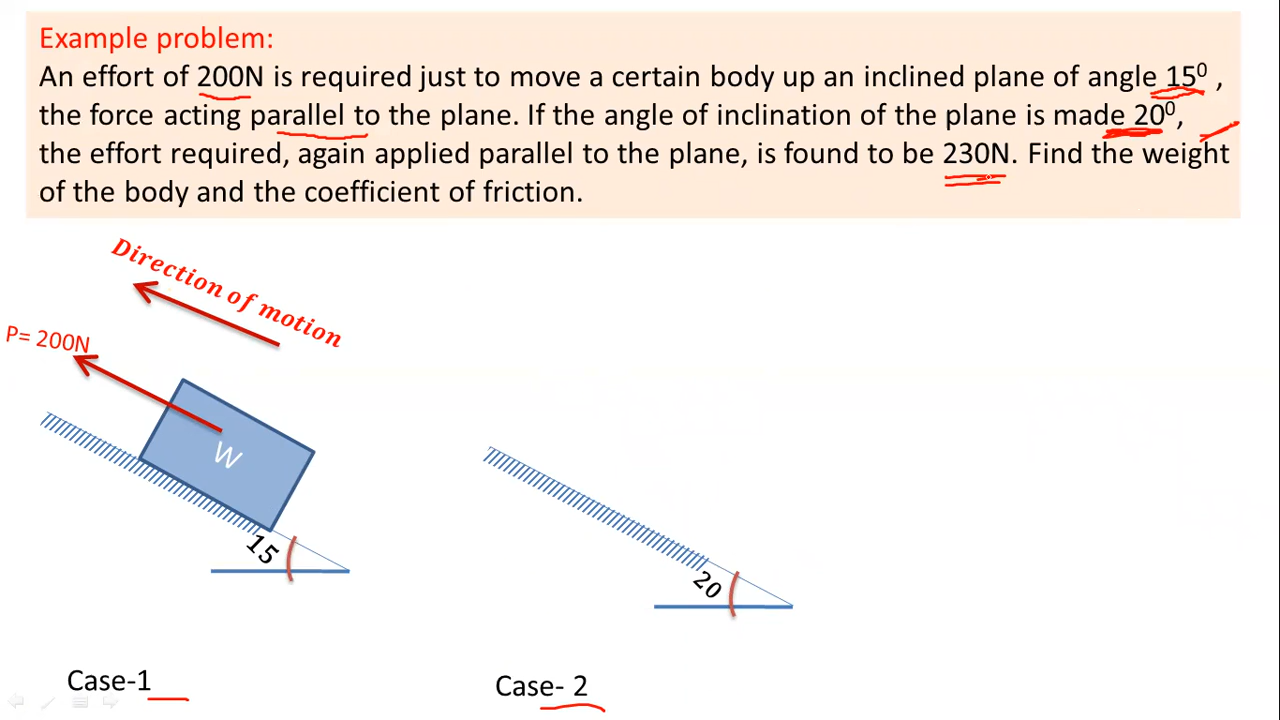 Example problem:
An effort of 200N is required just to move a certain body up an inclined plane of angle 15⁰ ,
the force acting parallel to the plane. If the angle of inclination of the plane is made 20⁰,
the effort required, again applied parallel to the plane, is found to be 230N. Find the weight
of the body and the coefficient of friction.
Direction of motion
P= 200N
W
15
20
Case-1
Case- 2